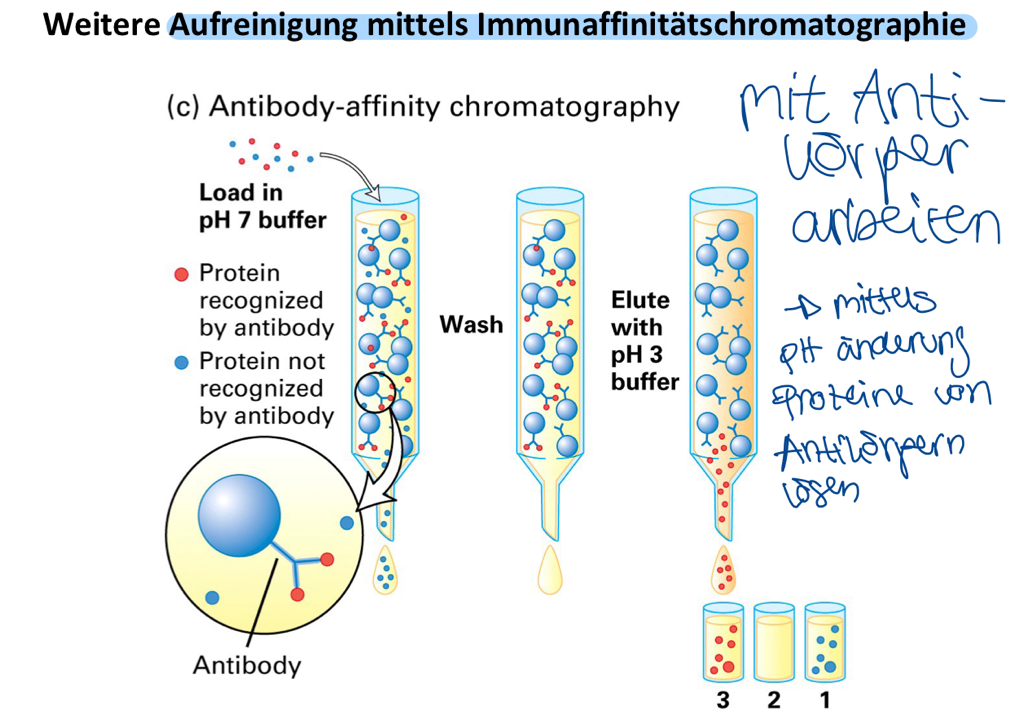 Weitere Aufreinigung mittels Immunaffinitätschromatographie
(c) Antibody-affinity chromatography
mit Anti-
körper
arbeiten
Load in
pH 7 buffer
Protein
recognized
by antibody
Protein not
recognized
by antibody
Wash
Elute
with
pH 3
buffer
→ mittels
pH änderung
Proteine von
Antikörpern
lösen
Antibody
3 2 1